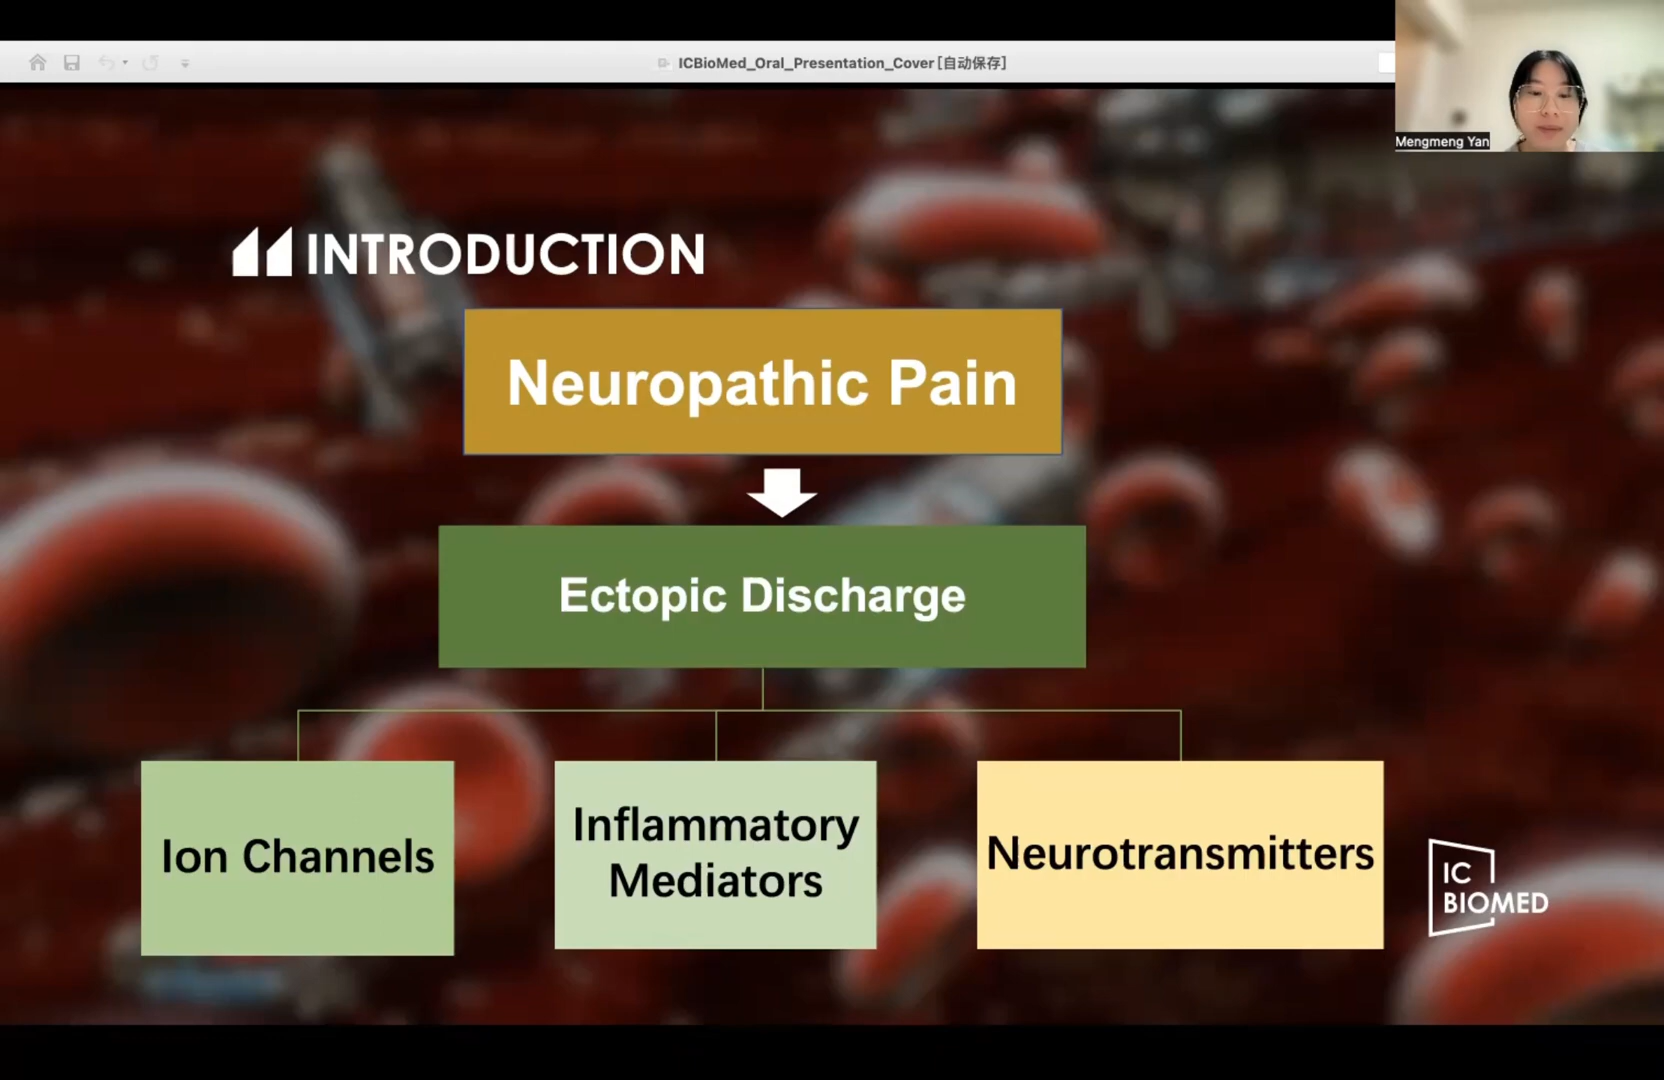 ICBioMed_Oral_Presentation_Cover [自动保存]
Mengmeng Yan
INTRODUCTION
Neuropathic Pain
Ectopic Discharge
Ion Channels
Inflammatory
Mediators
Neurotransmitters
IC
BIOMED